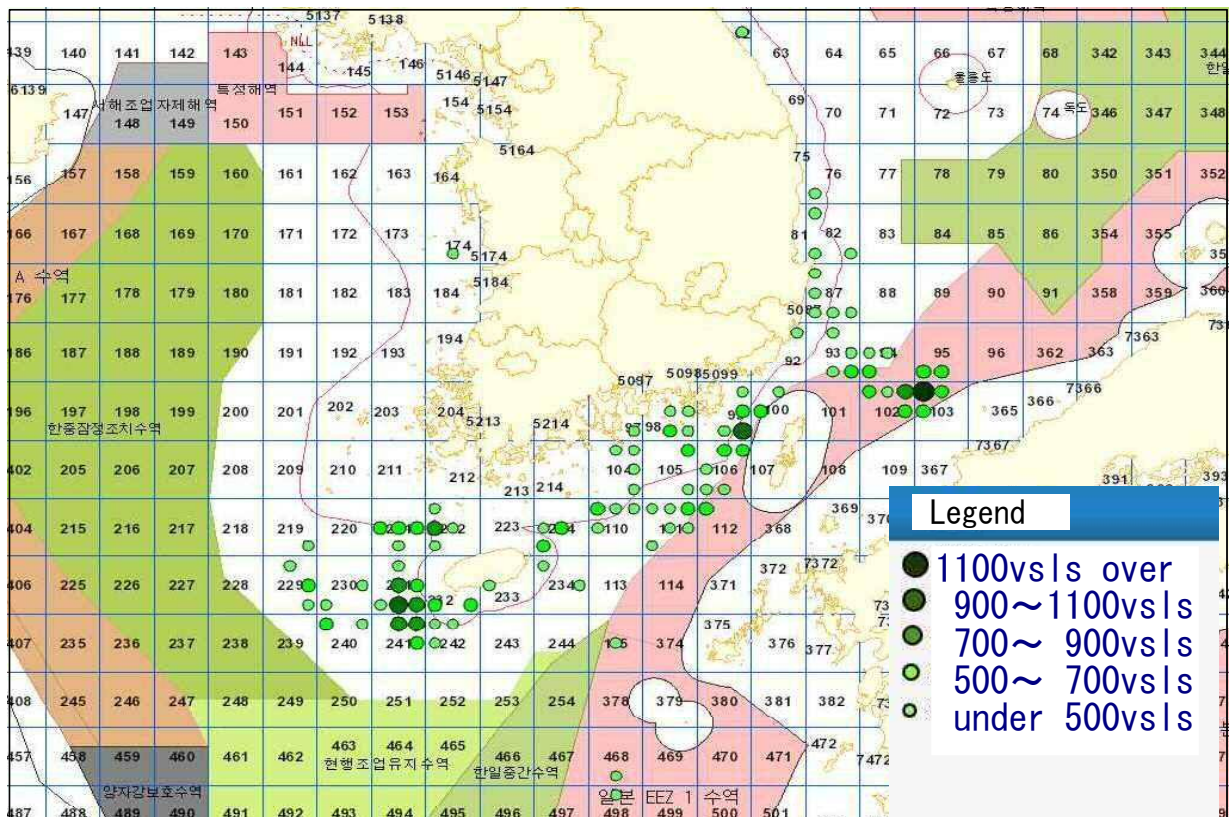 5137 5138
139 140 141 142 143 NLL 144 145 146 5146 5147 62 63 64 65 66 67 68 342 343 344
울릉도
6139 147 서해조업자제해역 특정해역 148 149 150 151 152 153 154 5154 69 70 71 72 73 74 독도 346 347 348
5164
156 157 158 159 160 161 162 163 164 75 76 77 78 79 80 350 351 352
166 167 168 169 170 171 172 173 174 5174 81 82 83 84 85 86 354 355
A 수역
176 177 178 179 180 181 182 183 184 5184 87 88 89 90 91 358 359 360
186 187 188 189 190 191 192 193 194 92 93 95 96 362 363 7363
5097 5098 5099 7366
196 197 198 199 200 201 202 203 204 5213 5214 98 100 101 102 103 365 366
한중잠정조치수역
7367
402 205 206 207 208 209 210 211 212 213 214 104 105 106 107 108 109 367 391 393
404 215 216 217 218 219 220 223 110 112 368 369
406 225 226 227 228 229 230 232 233 234 113 114 371 372 7372
407 235 236 237 238 239 240 241 242 243 244 374 375 376 377
408 245 246 247 248 249 250 251 252 253 254 378 379 380 381 382
457 458 459 460 461 462 463 464 465 466 467 468 469 470 471 472 7472
현행조업유지수역
한일중간수역
양자강보호수역
일본 EEZ 1 수역
487 488 489 490 491 492 493 494 495 496 497 498 499 500 501
Legend
1100vsls over
900～1100vsls
700～ 900vsls
500～ 700vsls
under 500vsls